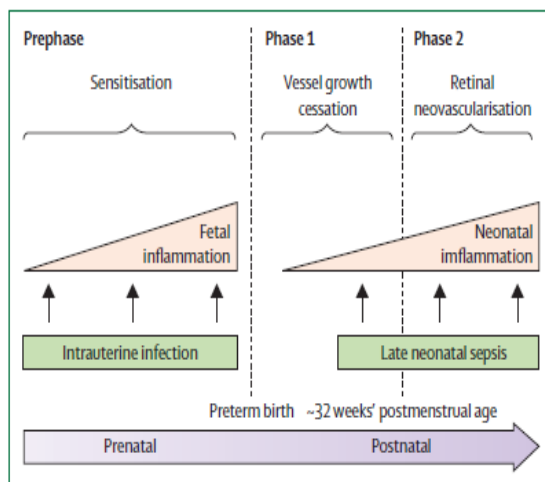 Prephase
Phase 1
Phase 2
Sensitisation
Vessel growth
cessation
Retinal
neovascularisation
Fetal
inflammation
Neonatal
imflammation
Intrauterine infection
Late neonatal sepsis
Preterm birth
~32 weeks' postmenstrual age
Prenatal
Postnatal